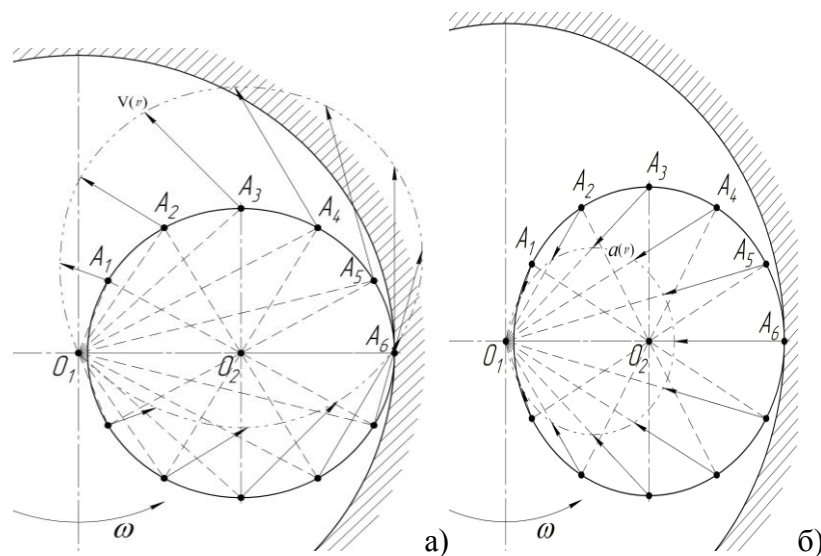 V(v)
A₁ A₂ A₃ A₄ A₅ A₆
O₁ O₂
ω
а)
a(v)
A₁ A₂ A₃ A₄ A₅ A₆
O₁ O₂
ω
б)